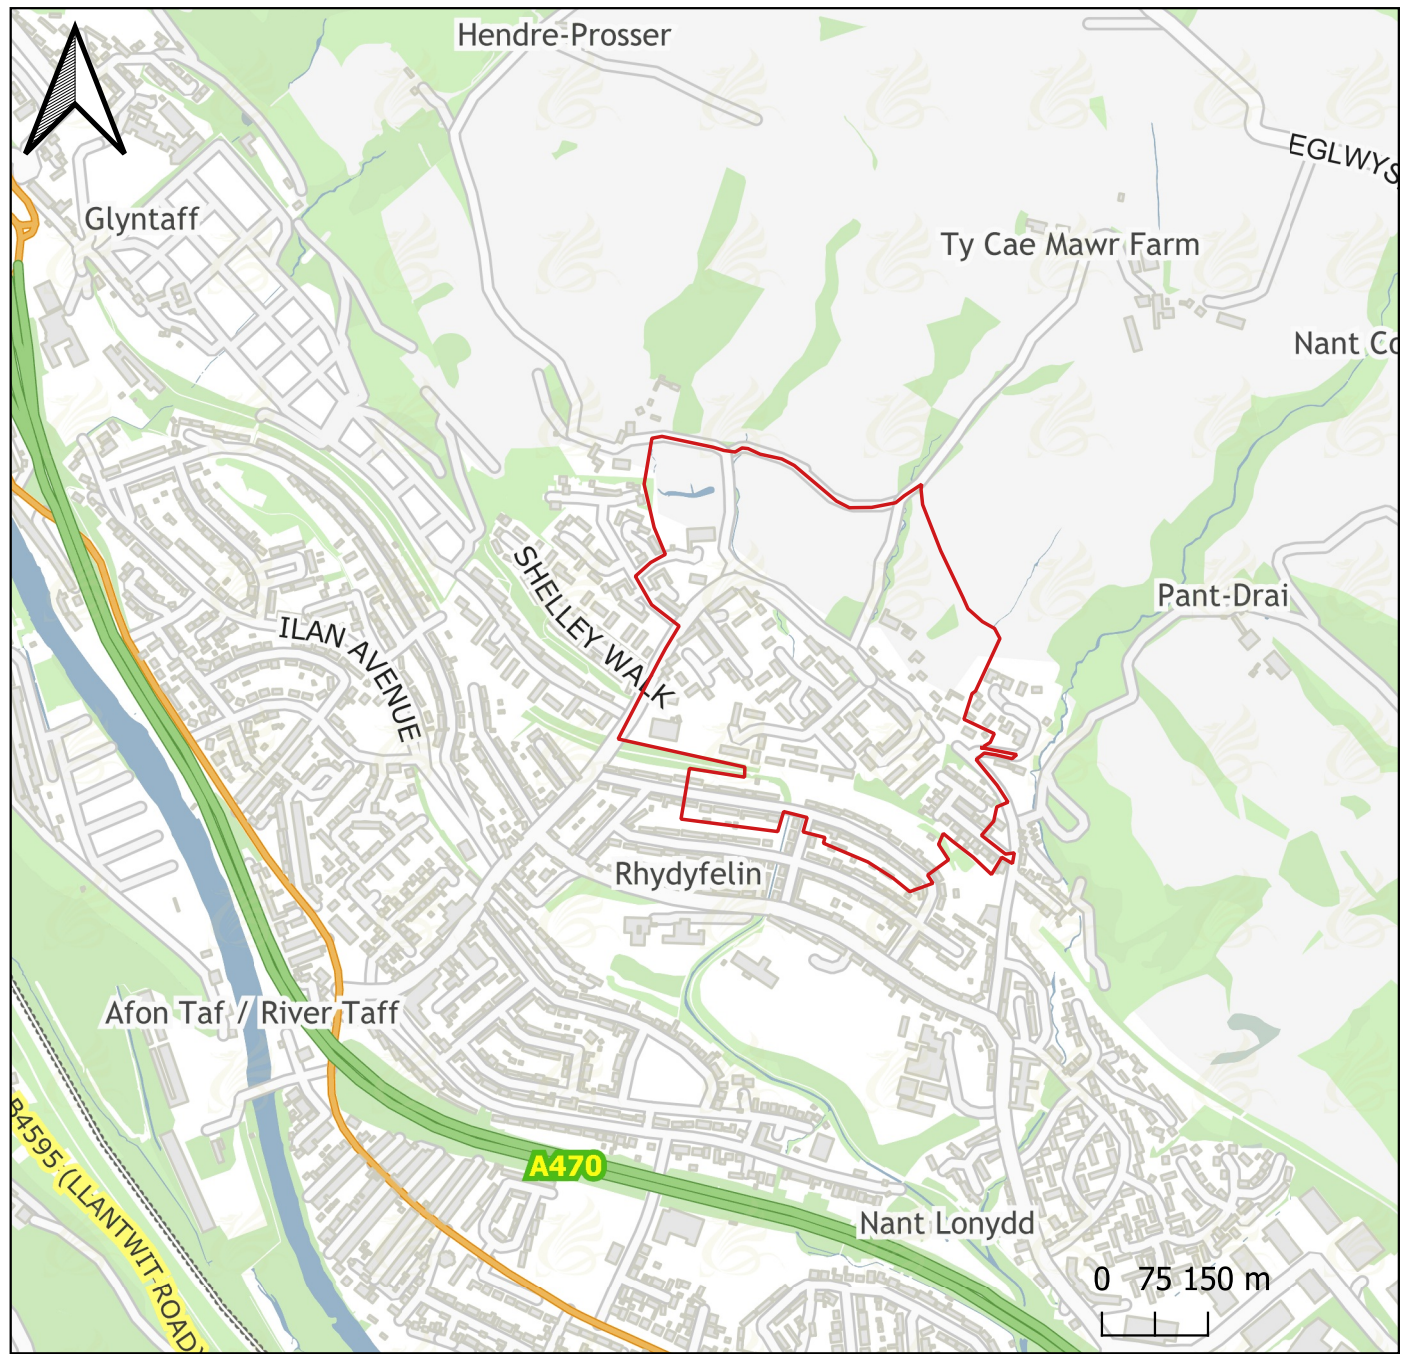 Hendre-Prosser
EGLWYS
Glyntaff
Ty Cae Mawr Farm
Nant Co
SHELLEY WALK
Pant-Drai
ILAN AVENUE
Rhydyfelin
Afon Taf / River Taff
B4595 (LLANTWIT ROAD)
A470
Nant Lonydd
0 75 150 m